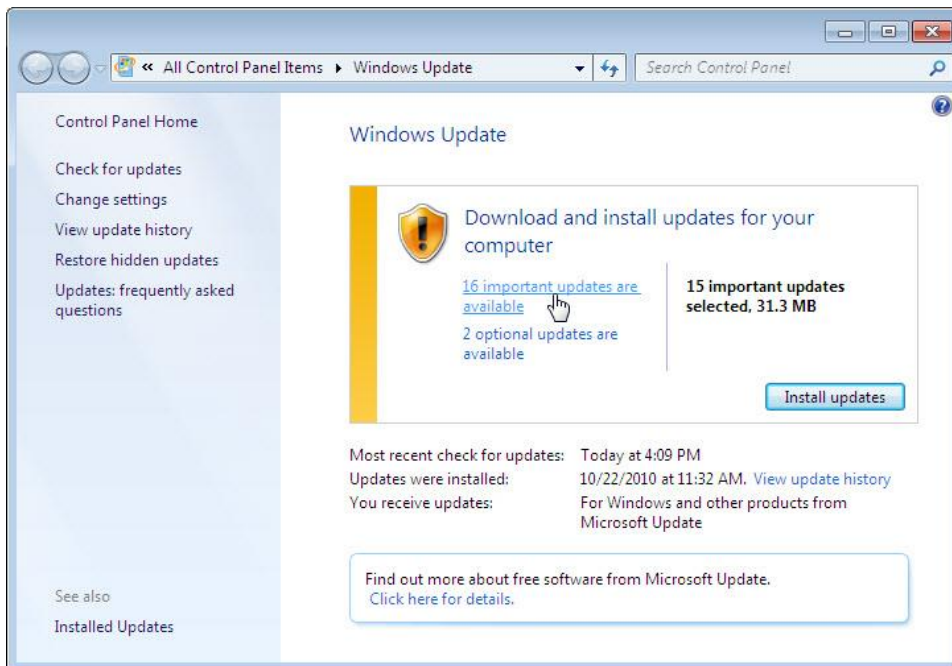 « All Control Panel Items ▸ Windows Update
Search Control Panel
Control Panel Home
Check for updates
Change settings
View update history
Restore hidden updates
Updates: frequently asked
questions
See also
Installed Updates
Windows Update
Download and install updates for your
computer
16 important updates are
available
2 optional updates are
available
15 important updates
selected, 31.3 MB
Install updates
Most recent check for updates: Today at 4:09 PM
Updates were installed: 10/22/2010 at 11:32 AM. View update history
You receive updates: For Windows and other products from
Microsoft Update
Find out more about free software from Microsoft Update.
Click here for details.